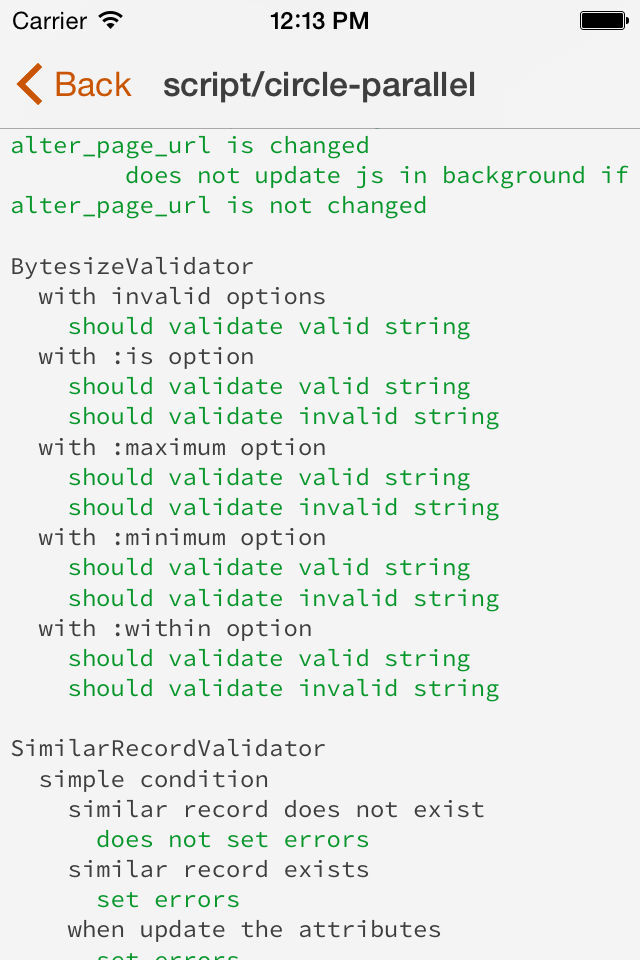 Carrier 12:13 PM
Back script/circle-parallel
alter_page_url is changed
does not update js in background if
alter_page_url is not changed
BytesizeValidator
with invalid options
should validate valid string
with :is option
should validate valid string
should validate invalid string
with :maximum option
should validate valid string
should validate invalid string
with :minimum option
should validate valid string
should validate invalid string
with :within option
should validate valid string
should validate invalid string
SimilarRecordValidator
simple condition
similar record does not exist
does not set errors
similar record exists
set errors
when update the attributes
set errors